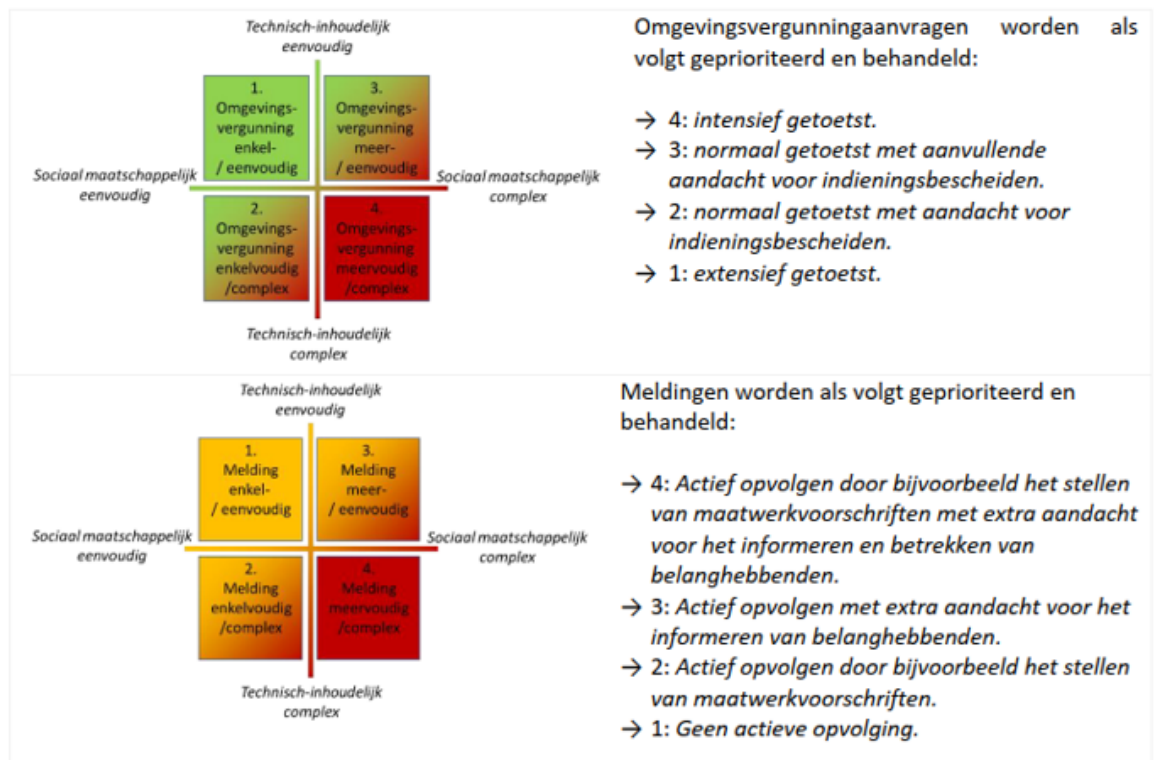 Technisch-inhoudelijk
eenvoudig
1.
Omgevings-
vergunning
enkel-
/ eenvoudig
3.
Omgevings-
vergunning
meer-
/ eenvoudig
Sociaal maatschappelijk
eenvoudig
Sociaal maatschappelijk
complex
2.
Omgevings-
vergunning
enkelvoudig
/complex
4.
Omgevings-
vergunning
meervoudig
/complex
Technisch-inhoudelijk
complex
Omgevingsvergunningaanvragen worden als
volgt geprioriteerd en behandeld:
→ 4: intensief getoetst.
→ 3: normaal getoetst met aanvullende
aandacht voor indieningsbescheiden.
→ 2: normaal getoetst met aandacht voor
indieningsbescheiden.
→ 1: extensief getoetst.
Technisch-inhoudelijk
eenvoudig
1.
Melding
enkel-
/ eenvoudig
3.
Melding
meer-
/ eenvoudig
Sociaal maatschappelijk
eenvoudig
Sociaal maatschappelijk
complex
2.
Melding
enkelvoudig
/complex
4.
Melding
meervoudig
/complex
Technisch-inhoudelijk
complex
Meldingen worden als volgt geprioriteerd en
behandeld:
→ 4: Actief opvolgen door bijvoorbeeld het stellen
van maatwerkvoorschriften met extra aandacht
voor het informeren en betrekken van
belanghebbenden.
→ 3: Actief opvolgen met extra aandacht voor het
informeren van belanghebbenden.
→ 2: Actief opvolgen door bijvoorbeeld het stellen
van maatwerkvoorschriften.
→ 1: Geen actieve opvolging.